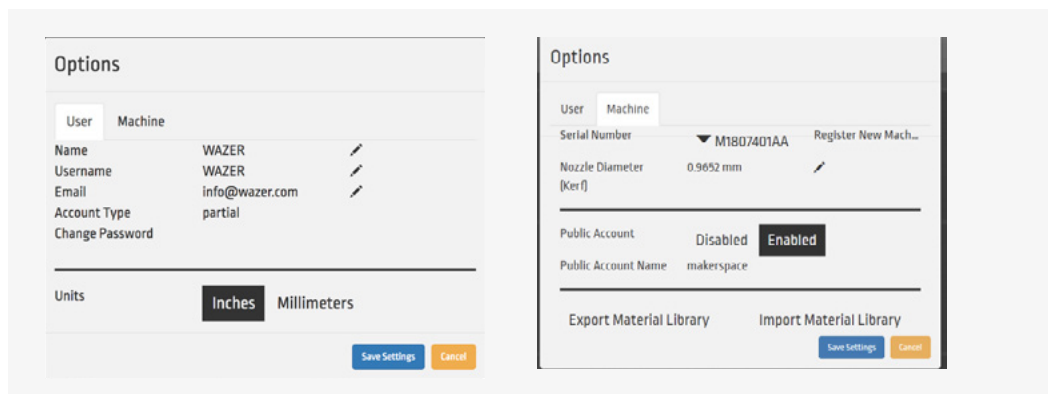 Options
User Machine
Name WAZER
Username WAZER
Email info@wazer.com
Account Type partial
Change Password
Units Inches Millimeters
Save Settings Cancel
Options
User Machine
Serial Number M1807401AA Register New Mach...
Nozzle Diameter 0.9652 mm
(Kerf)
Public Account Disabled Enabled
Public Account Name makerspace
Export Material Library Import Material Library
Save Settings Cancel